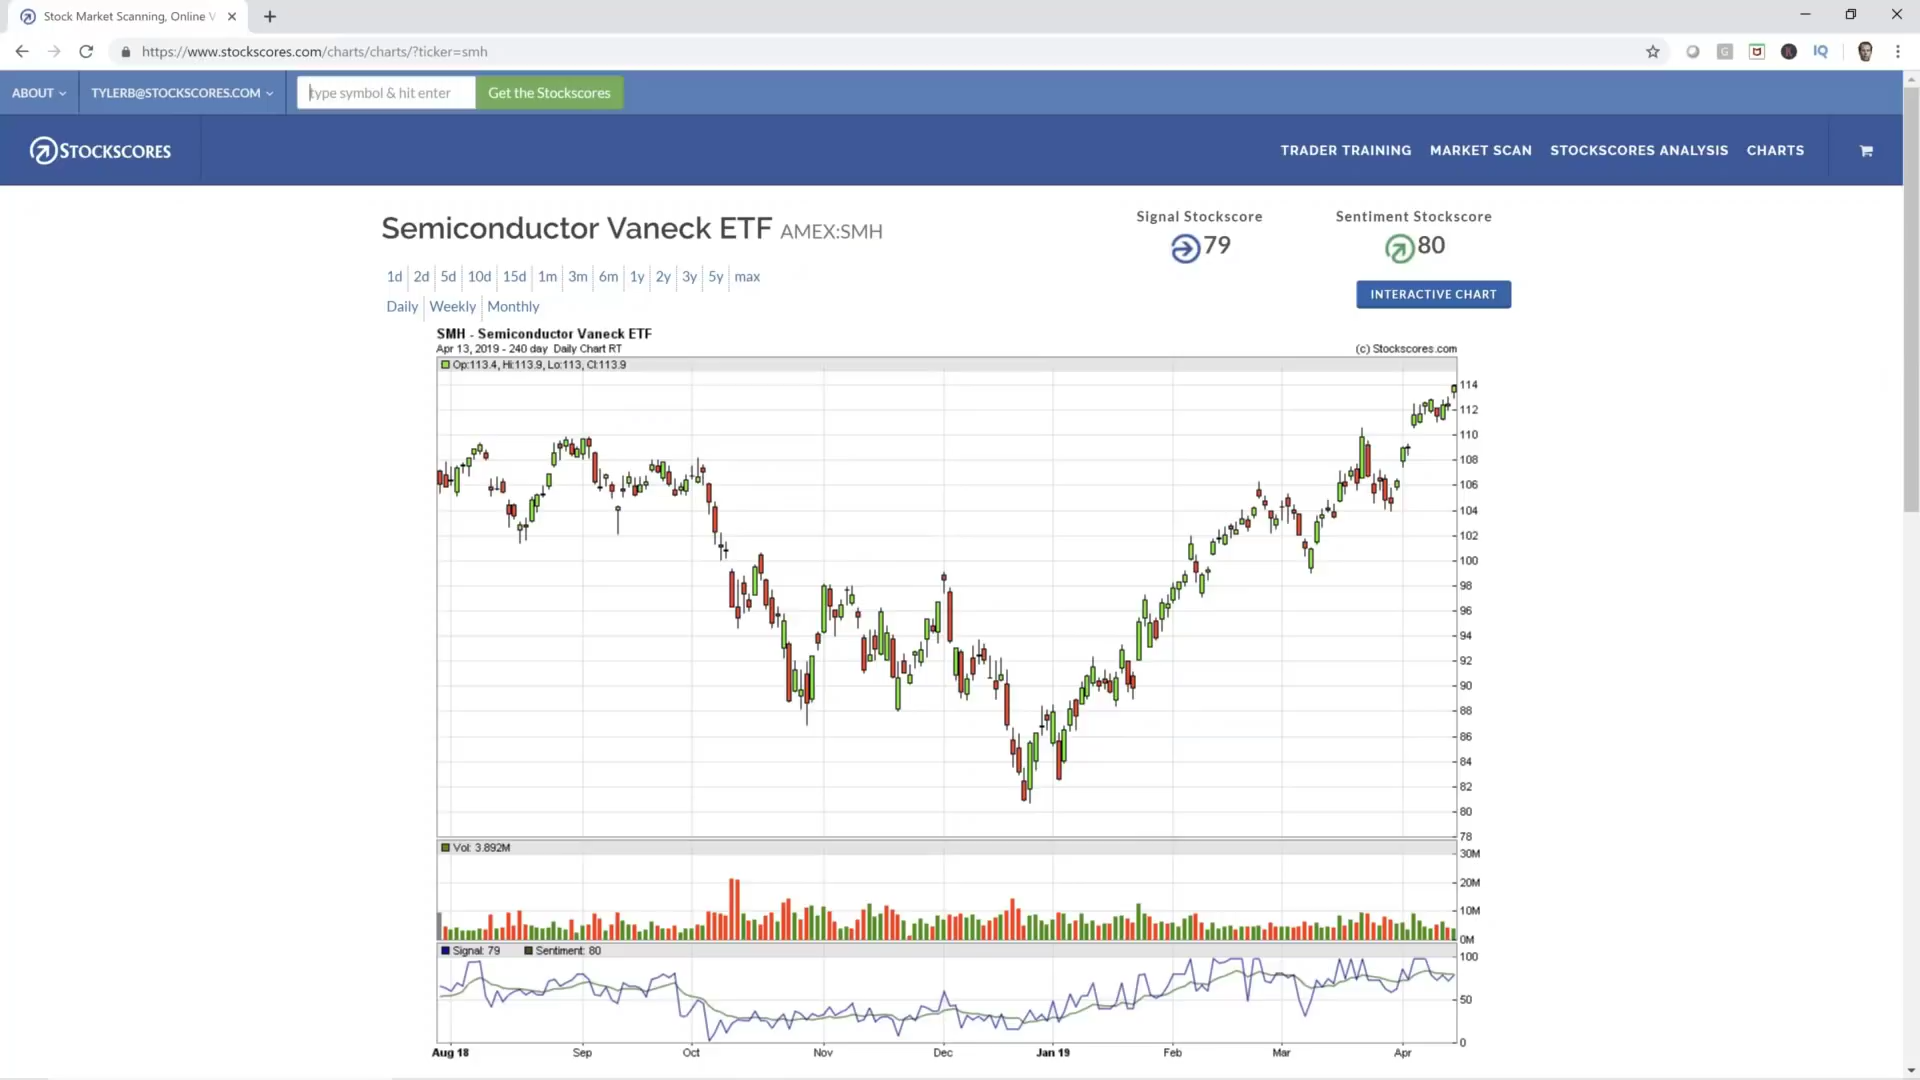 Stock Market Scanning, Online V
https://www.stockscores.com/charts/charts/?ticker=smh
ABOUT
TYLERB@STOCKSCORES.COM
type symbol & hit enter
Get the Stockscores
STOCKSCORES
TRADER TRAINING
MARKET SCAN
STOCKSCORES ANALYSIS
CHARTS
Semiconductor Vaneck ETF AMEX:SMH
Signal Stockscore
79
Sentiment Stockscore
80
1d 2d 5d 10d 15d 1m 3m 6m 1y 2y 3y 5y max
Daily Weekly Monthly
INTERACTIVE CHART
SMH - Semiconductor Vaneck ETF
Apr 13, 2019 - 240 day Daily Chart RT
(c) Stockscores.com
Op:113.4, Hi:113.9, Lo:113, Cl:113.9
114
112
110
108
106
104
102
100
98
96
94
92
90
88
86
84
82
80
78
Vol: 3.892M
30M
20M
10M
0M
Signal: 79
Sentiment: 80
100
50
0
Aug 18 Sep Oct Nov Dec Jan 19 Feb Mar Apr
G
IQ